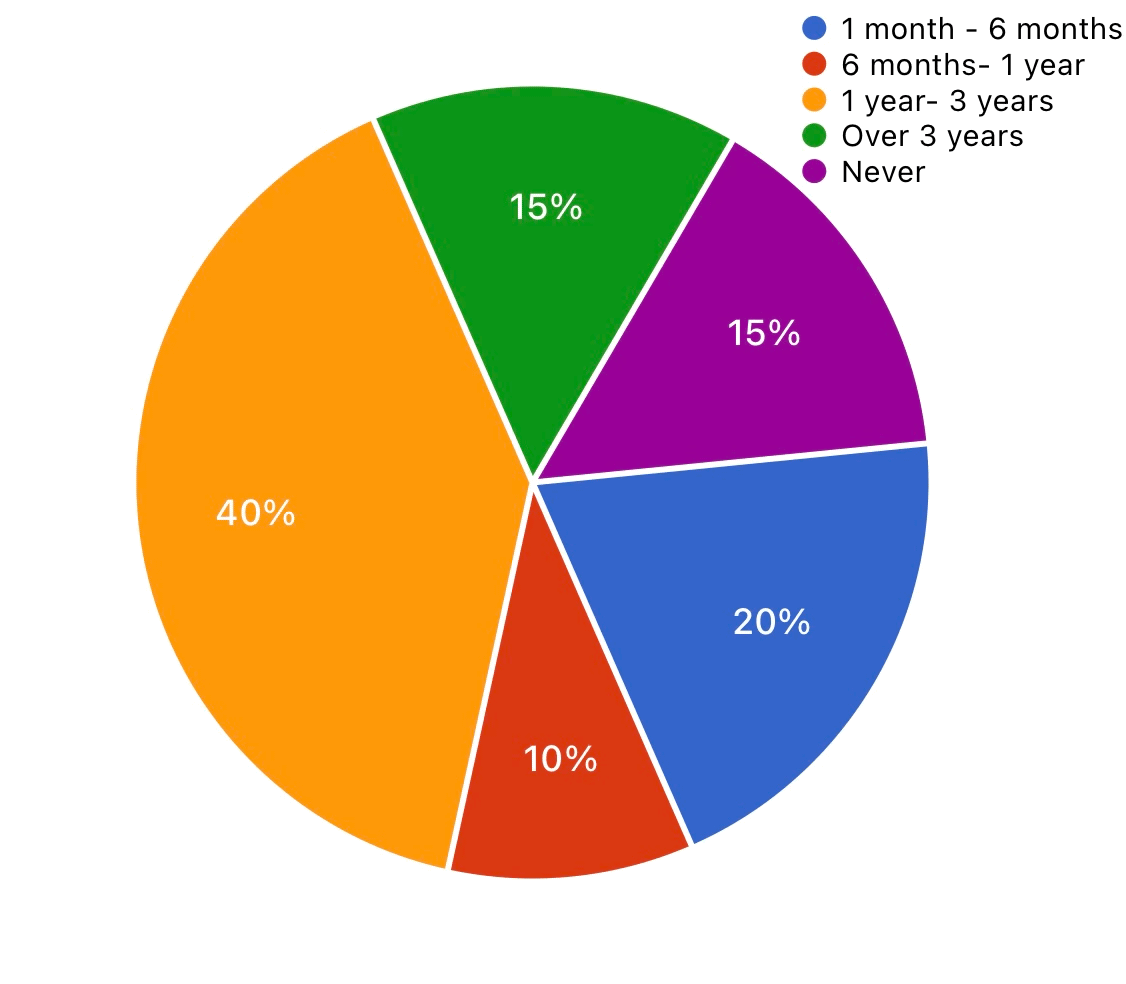 1 month - 6 months
6 months- 1 year
1 year- 3 years
Over 3 years
Never
15%
15%
40%
20%
10%